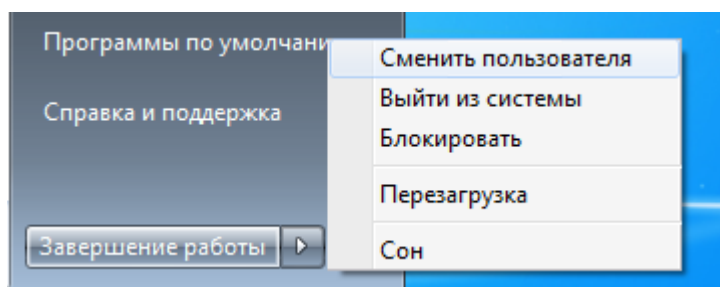 Программы по умолчани
Справка и поддержка
Завершение работы
Сменить пользователя
Выйти из системы
Блокировать
Перезагрузка
Сон